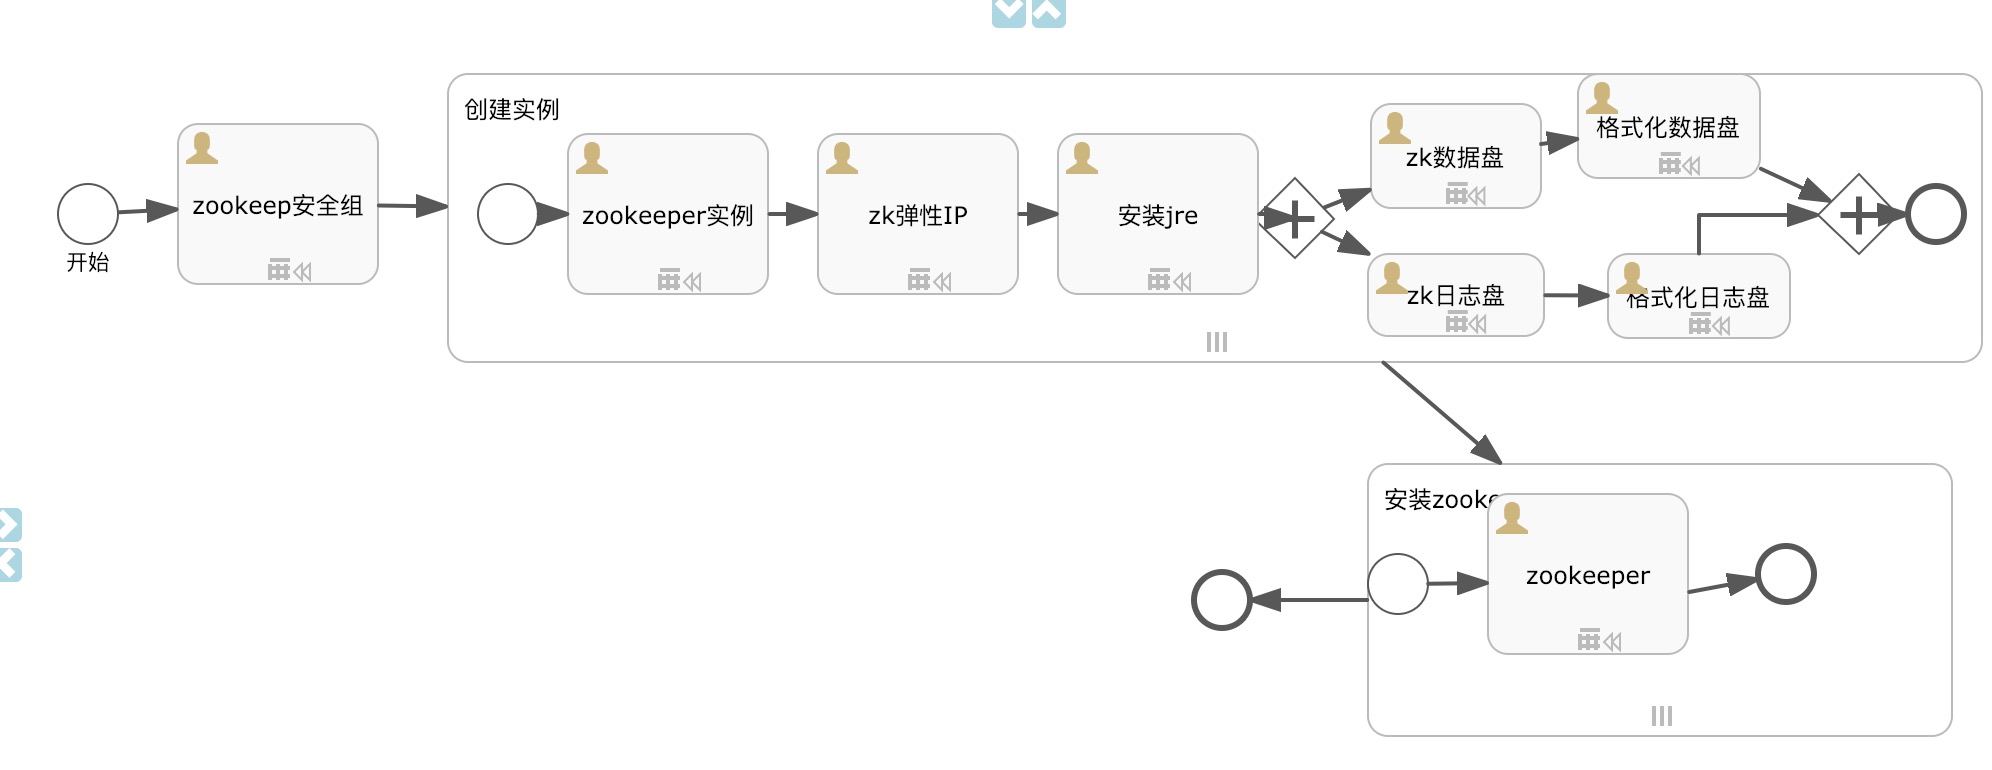 开始
zookeep安全组
创建实例
zookeeper实例
zk弹性IP
安装jre
zk数据盘
格式化数据盘
zk日志盘
格式化日志盘
安装zooke
zookeeper